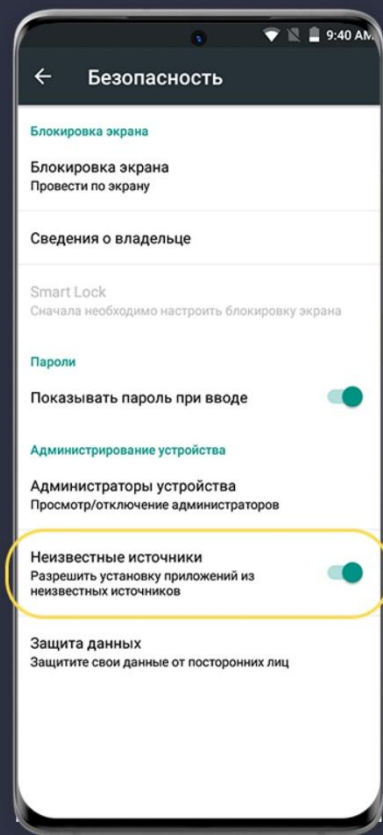 9:40 AM
Безопасность
Блокировка экрана
Блокировка экрана
Провести по экрану
Сведения о владельце
Smart Lock
Сначала необходимо настроить блокировку экрана
Пароли
Показывать пароль при вводе
Администрирование устройства
Администраторы устройства
Просмотр/отключение администраторов
Неизвестные источники
Разрешить установку приложений из
неизвестных источников
Защита данных
Защитите свои данные от посторонних лиц